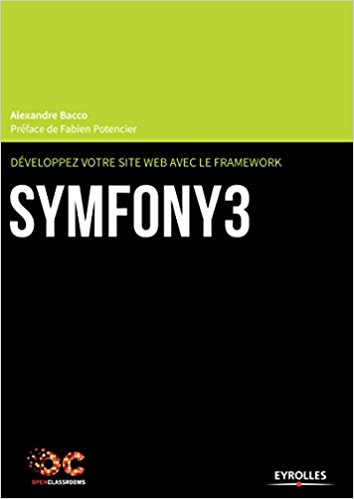 Alexandre Bacco
Préface de Fabien Potencier
DÉVELOPPEZ VOTRE SITE WEB AVEC LE FRAMEWORK
SYMFONY3
OC
OPENCLASSROOMS
EYROLLES